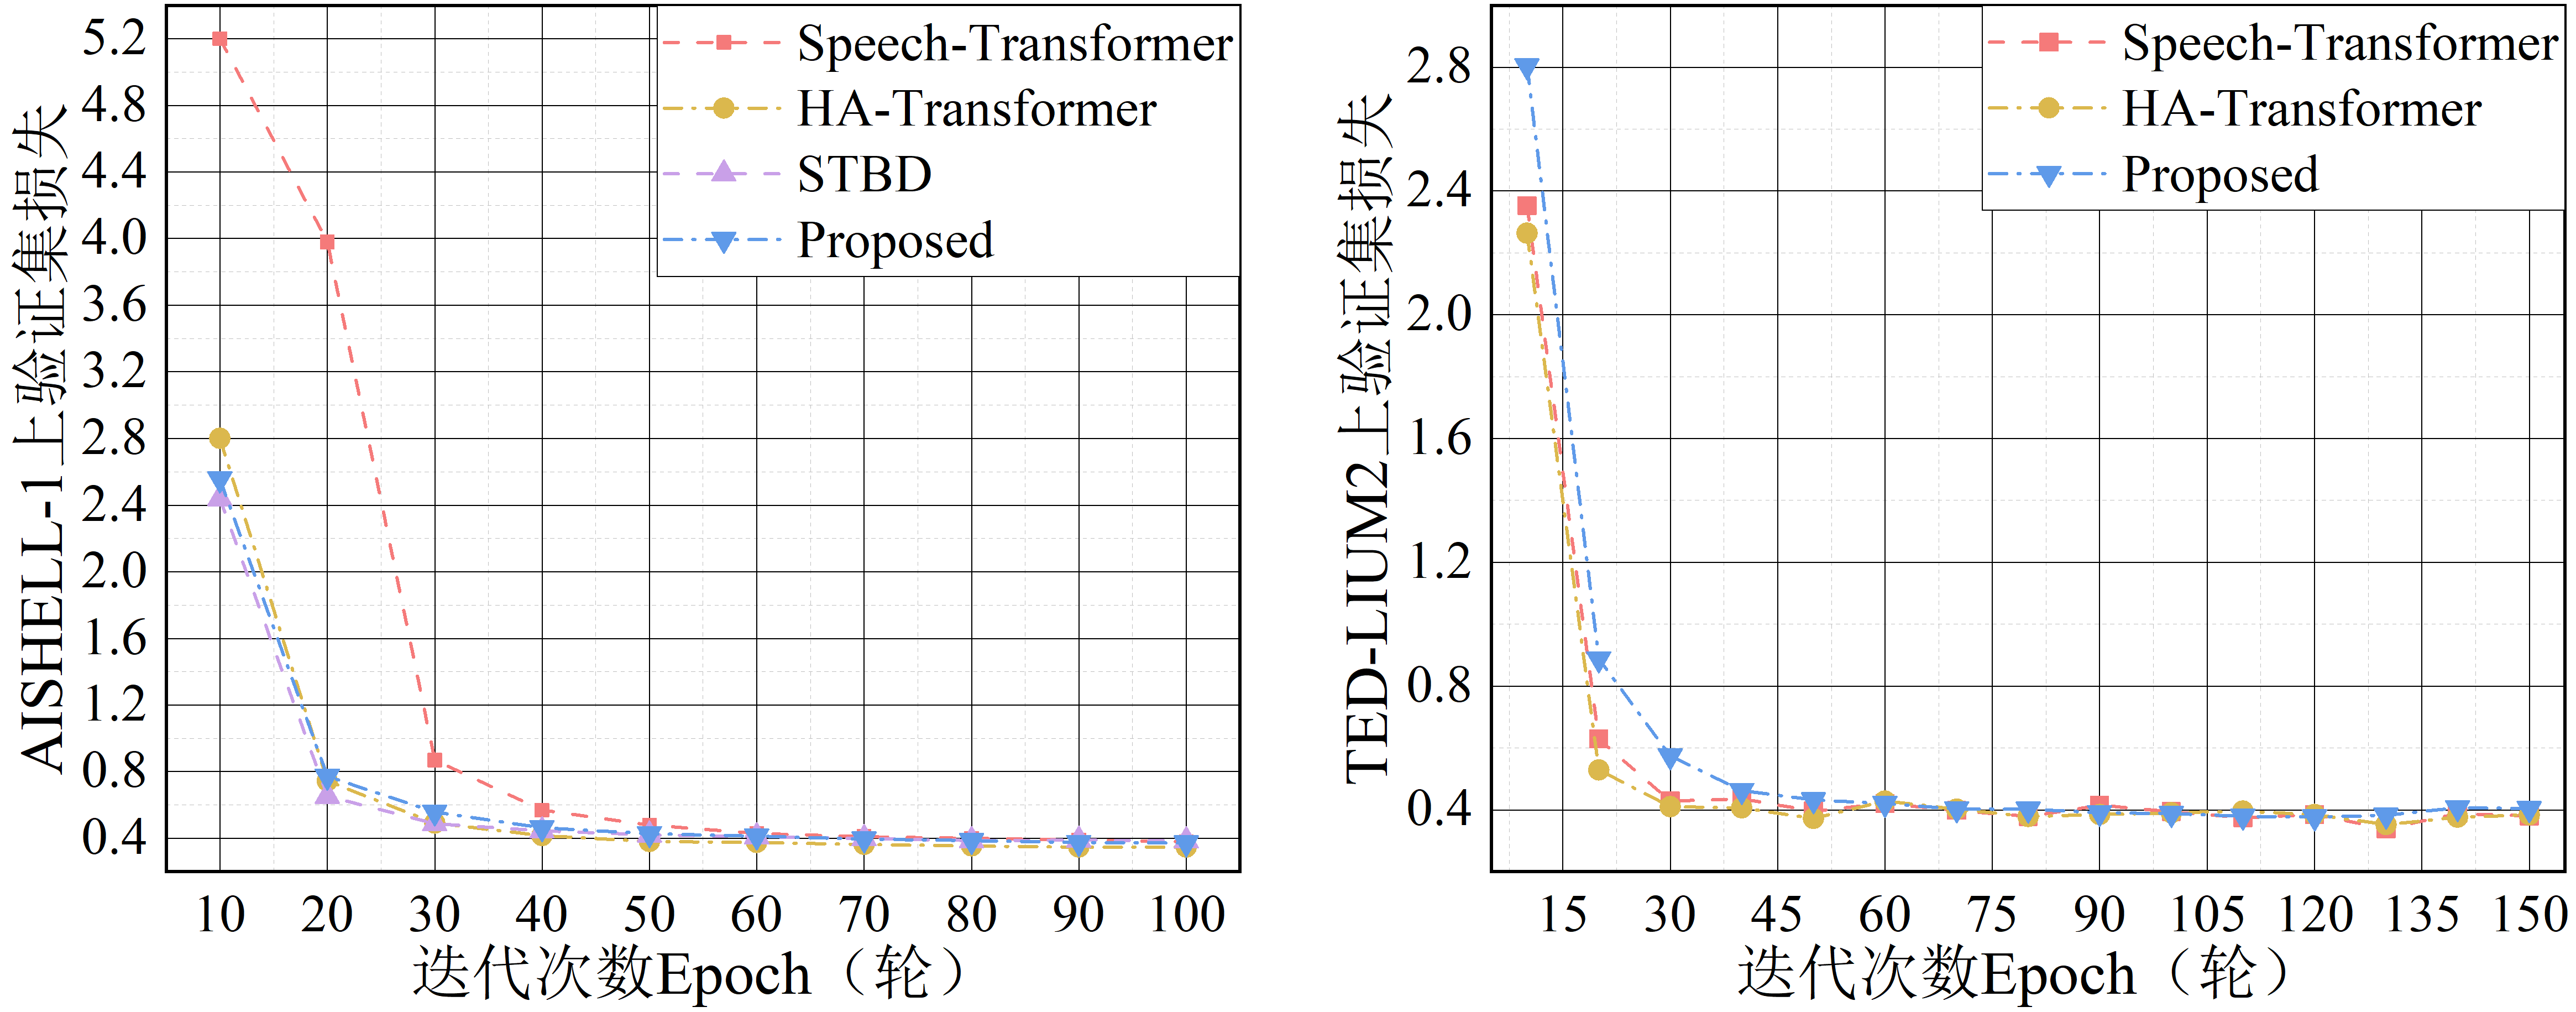 AISHELL-1上验证集损失
5.2
4.8
4.4
4.0
3.6
3.2
2.8
2.4
2.0
1.6
1.2
0.8
0.4
Speech-Transformer
HA-Transformer
STBD
Proposed
10 20 30 40 50 60 70 80 90 100
迭代次数Epoch（轮）
TED-LIUM2上验证集损失
2.8
2.4
2.0
1.6
1.2
0.8
0.4
Speech-Transformer
HA-Transformer
Proposed
15 30 45 60 75 90 105 120 135 150
迭代次数Epoch（轮）